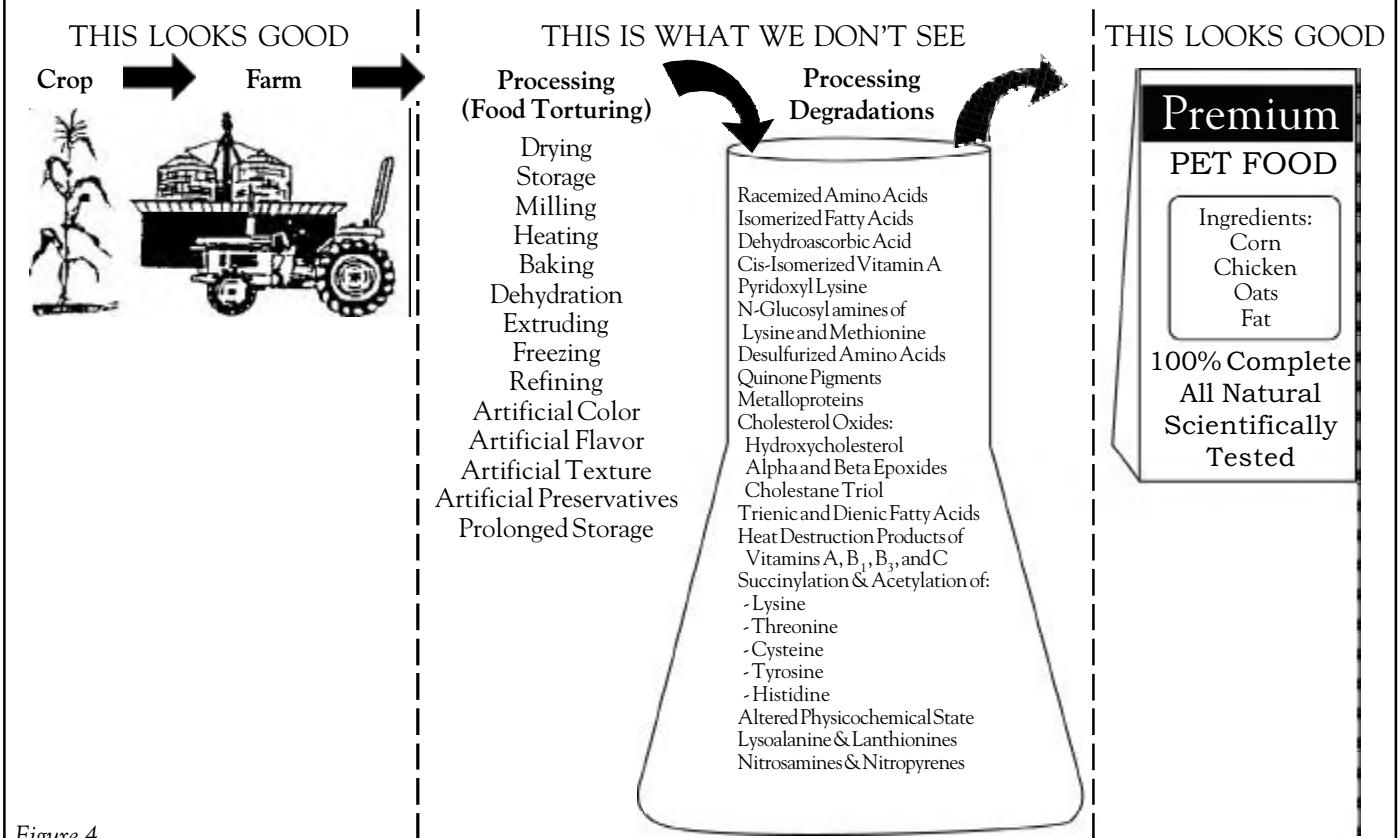 THIS LOOKS GOOD
Crop
Farm
THIS IS WHAT WE DON'T SEE
Processing
(Food Torturing)
Drying
Storage
Milling
Heating
Baking
Dehydration
Extruding
Freezing
Refining
Artificial Color
Artificial Flavor
Artificial Texture
Artificial Preservatives
Prolonged Storage
Processing
Degradations
Racemized Amino Acids
Isomerized Fatty Acids
Dehydroascorbic Acid
Cis-Isomerized Vitamin A
Pyridoxyl Lysine
N-Glucosyl amines of
Lysine and Methionine
Desulfurized Amino Acids
Quinone Pigments
Metalloproteins
Cholesterol Oxides:
Hydroxycholesterol
Alpha and Beta Epoxides
Cholestane Triol
Trienic and Dienic Fatty Acids
Heat Destruction Products of
Vitamins A, B₁, B₃, and C
Succinylation & Acetylation of:
- Lysine
- Threonine
- Cysteine
- Tyrosine
- Histidine
Altered Physicochemical State
Lysoalanine & Lanthionines
Nitrosamines & Nitropyrenes
THIS LOOKS GOOD
Premium
PET FOOD
Ingredients:
Corn
Chicken
Oats
Fat
100% Complete
All Natural
Scientifically
Tested
Figure 4